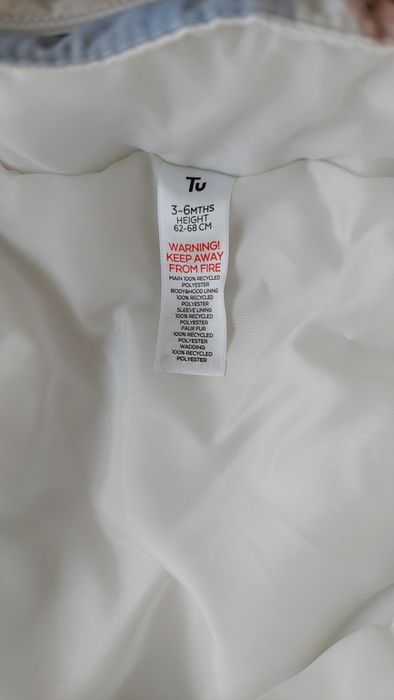 Tu
3-6MTHS
HEIGHT
62-68 CM
WARNING!
KEEP AWAY
FROM FIRE
MAIN 100% RECYCLED
POLYESTER
BODY&HOOD LINING
100% RECYCLED
POLYESTER
SLEEVE LINING
100% RECYCLED
POLYESTER
FAUX FUR
100% RECYCLED
POLYESTER
WADDING
100% RECYCLED
POLYESTER